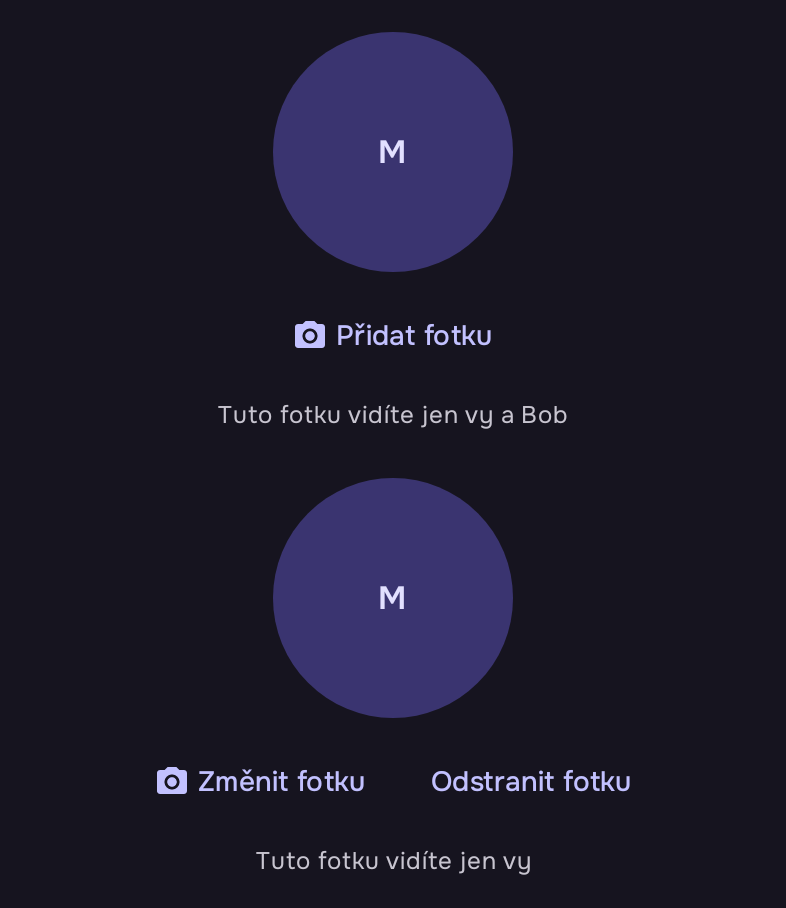 M
Přidat fotku
Tuto fotku vidíte jen vy a Bob
M
Změnit fotku Odstranit fotku
Tuto fotku vidíte jen vy